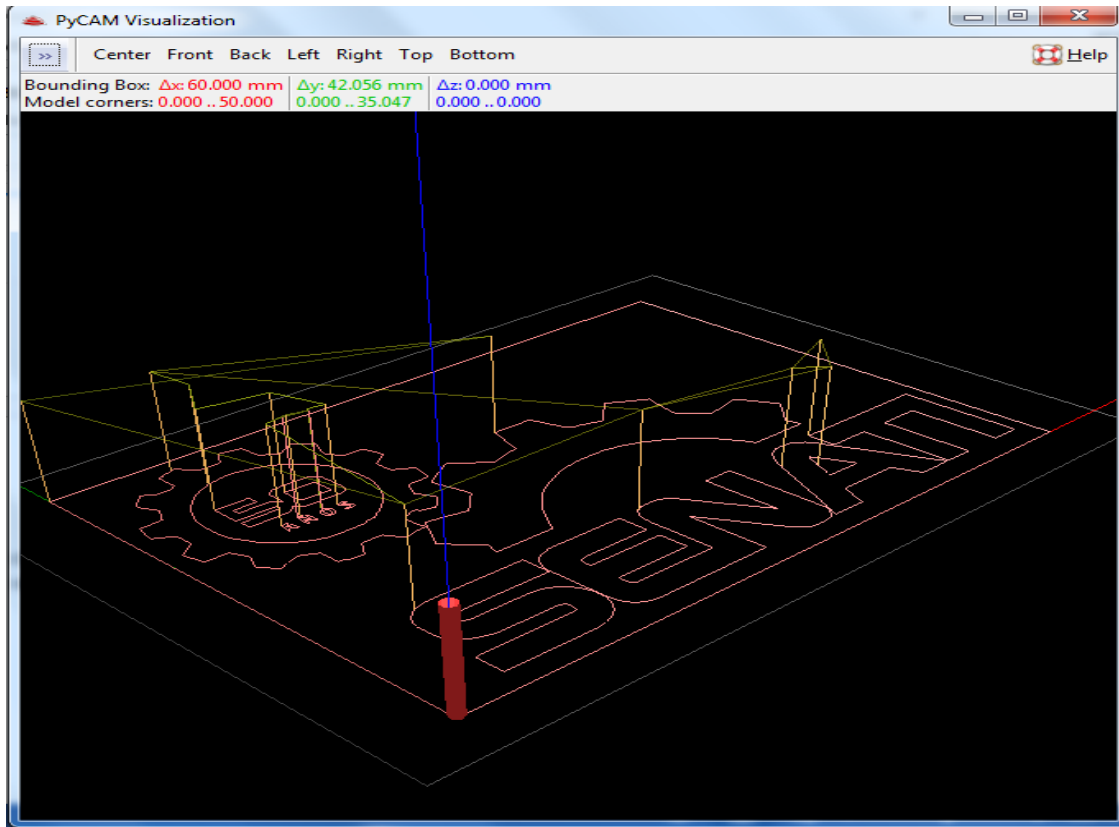 PyCAM Visualization
>> Center Front Back Left Right Top Bottom Help
Bounding Box: Δx: 60.000 mm Δy: 42.056 mm Δz: 0.000 mm
Model corners: 0.000 .. 50.000 0.000 .. 35.047 0.000 .. 0.000